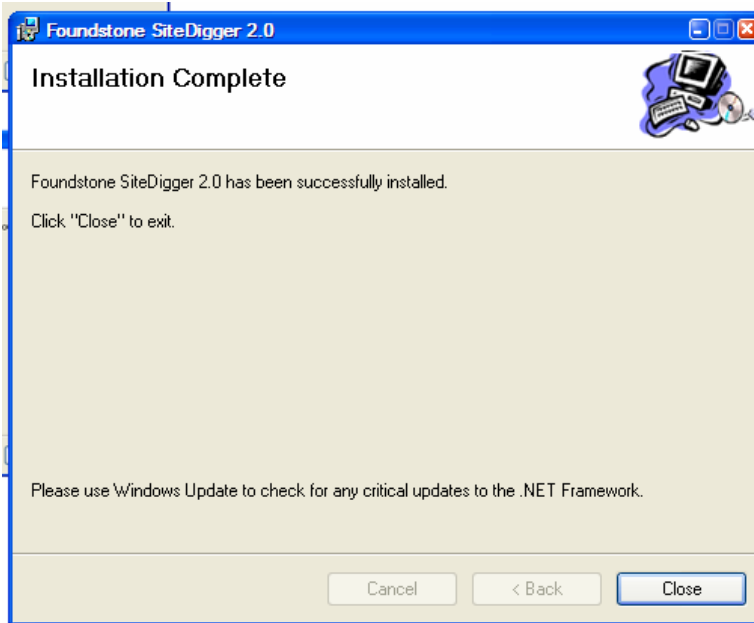 Foundstone SiteDigger 2.0
Installation Complete
Foundstone SiteDigger 2.0 has been successfully installed.
Click "Close" to exit.
Please use Windows Update to check for any critical updates to the .NET Framework.
Cancel
< Back
Close